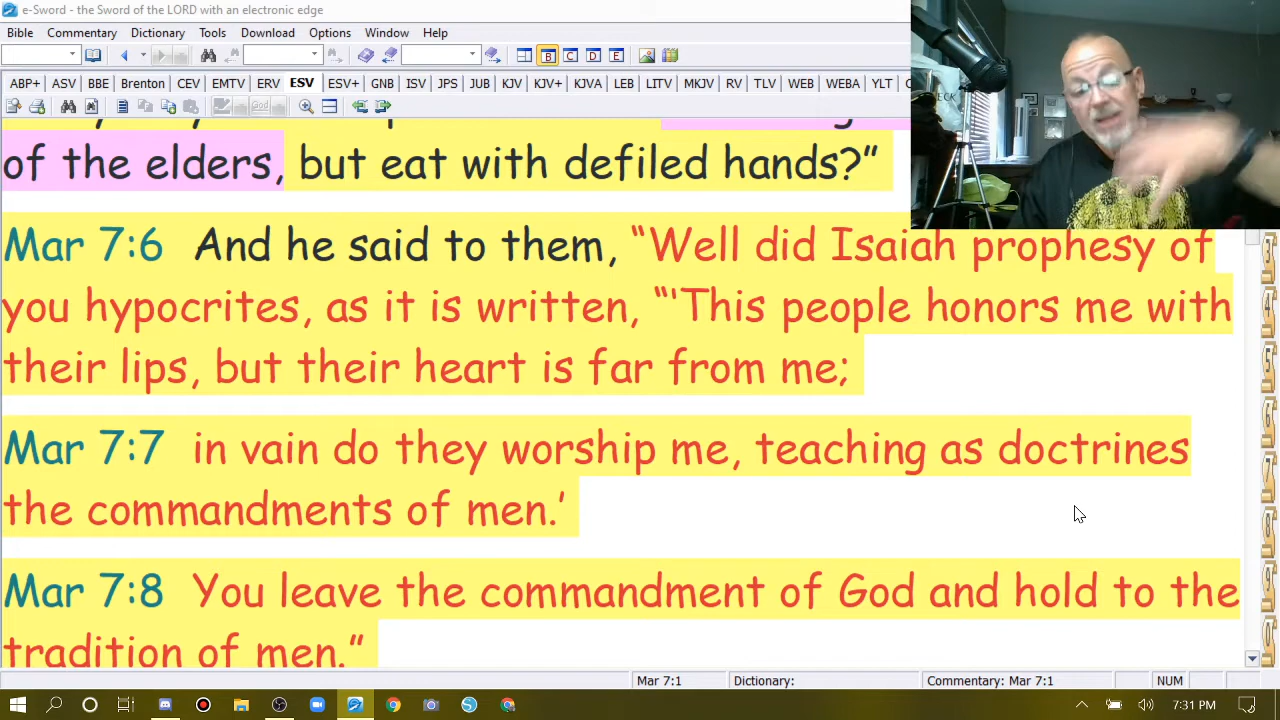 e-Sword - the Sword of the LORD with an electronic edge
Bible Commentary Dictionary Tools Download Options Window Help
B C D E
ABP+ ASV BBE Brenton CEV EMTV ERV ESV ESV+ GNB ISV JPS JUB KJV KJV+ KJVA LEB LITV MKJV RV TLV WEB WEBA YLT
God
of the elders, but eat with defiled hands?”
Mar 7:6 And he said to them, “Well did Isaiah prophesy of
you hypocrites, as it is written, “‘This people honors me with
their lips, but their heart is far from me;
Mar 7:7 in vain do they worship me, teaching as doctrines
the commandments of men.’
Mar 7:8 You leave the commandment of God and hold to the
tradition of men.”
Mar 7:1 Dictionary: Commentary: Mar 7:1 NUM
7:31 PM